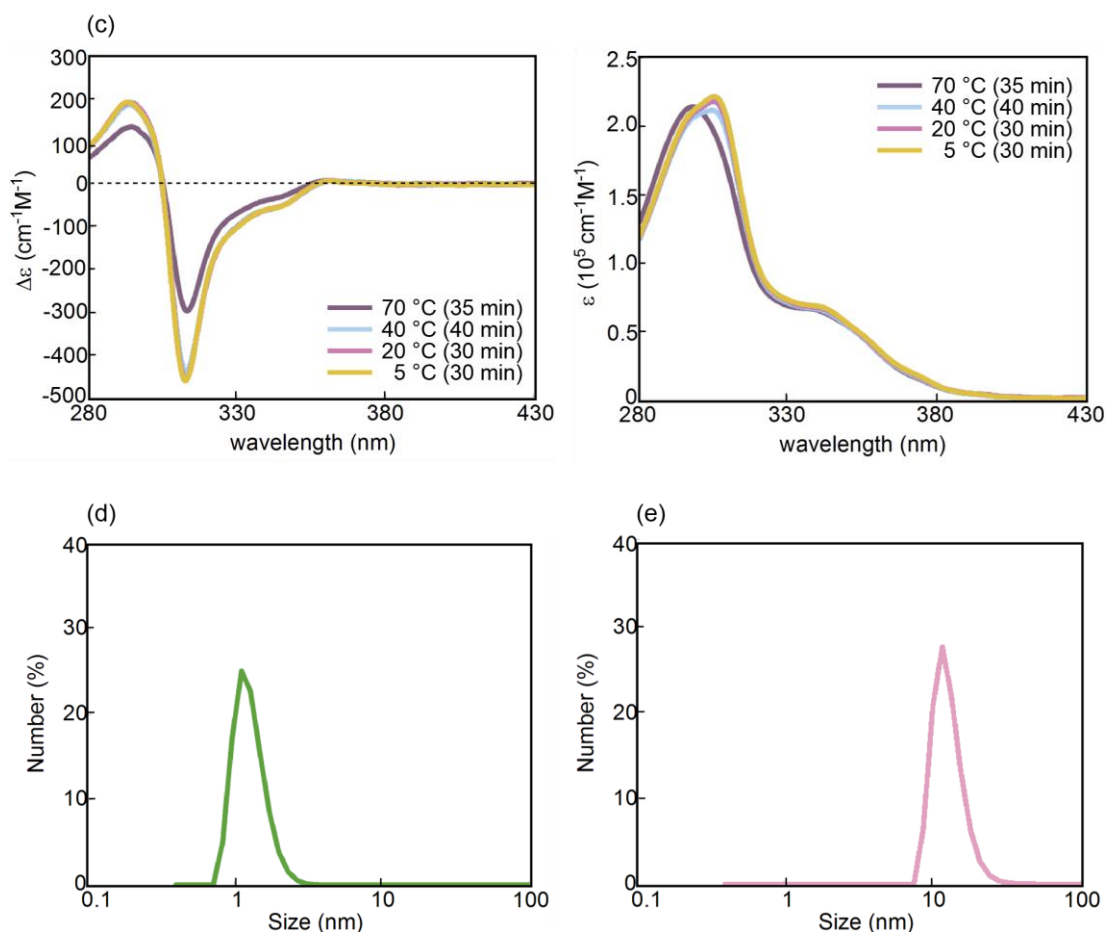 (c)
300
200
100
0
-100
-200
-300
-400
-500
Δε (cm⁻¹M⁻¹)
70 °C (35 min)
40 °C (40 min)
20 °C (30 min)
5 °C (30 min)
280 330 380 430
wavelength (nm)
2.5
2.0
1.5
1.0
0.5
0
ε (10⁵ cm⁻¹M⁻¹)
70 °C (35 min)
40 °C (40 min)
20 °C (30 min)
5 °C (30 min)
280 330 380 430
wavelength (nm)
(d)
40
30
20
10
0
Number (%)
0.1 1 10 100
Size (nm)
(e)
40
30
20
10
0
Number (%)
0.1 1 10 100
Size (nm)